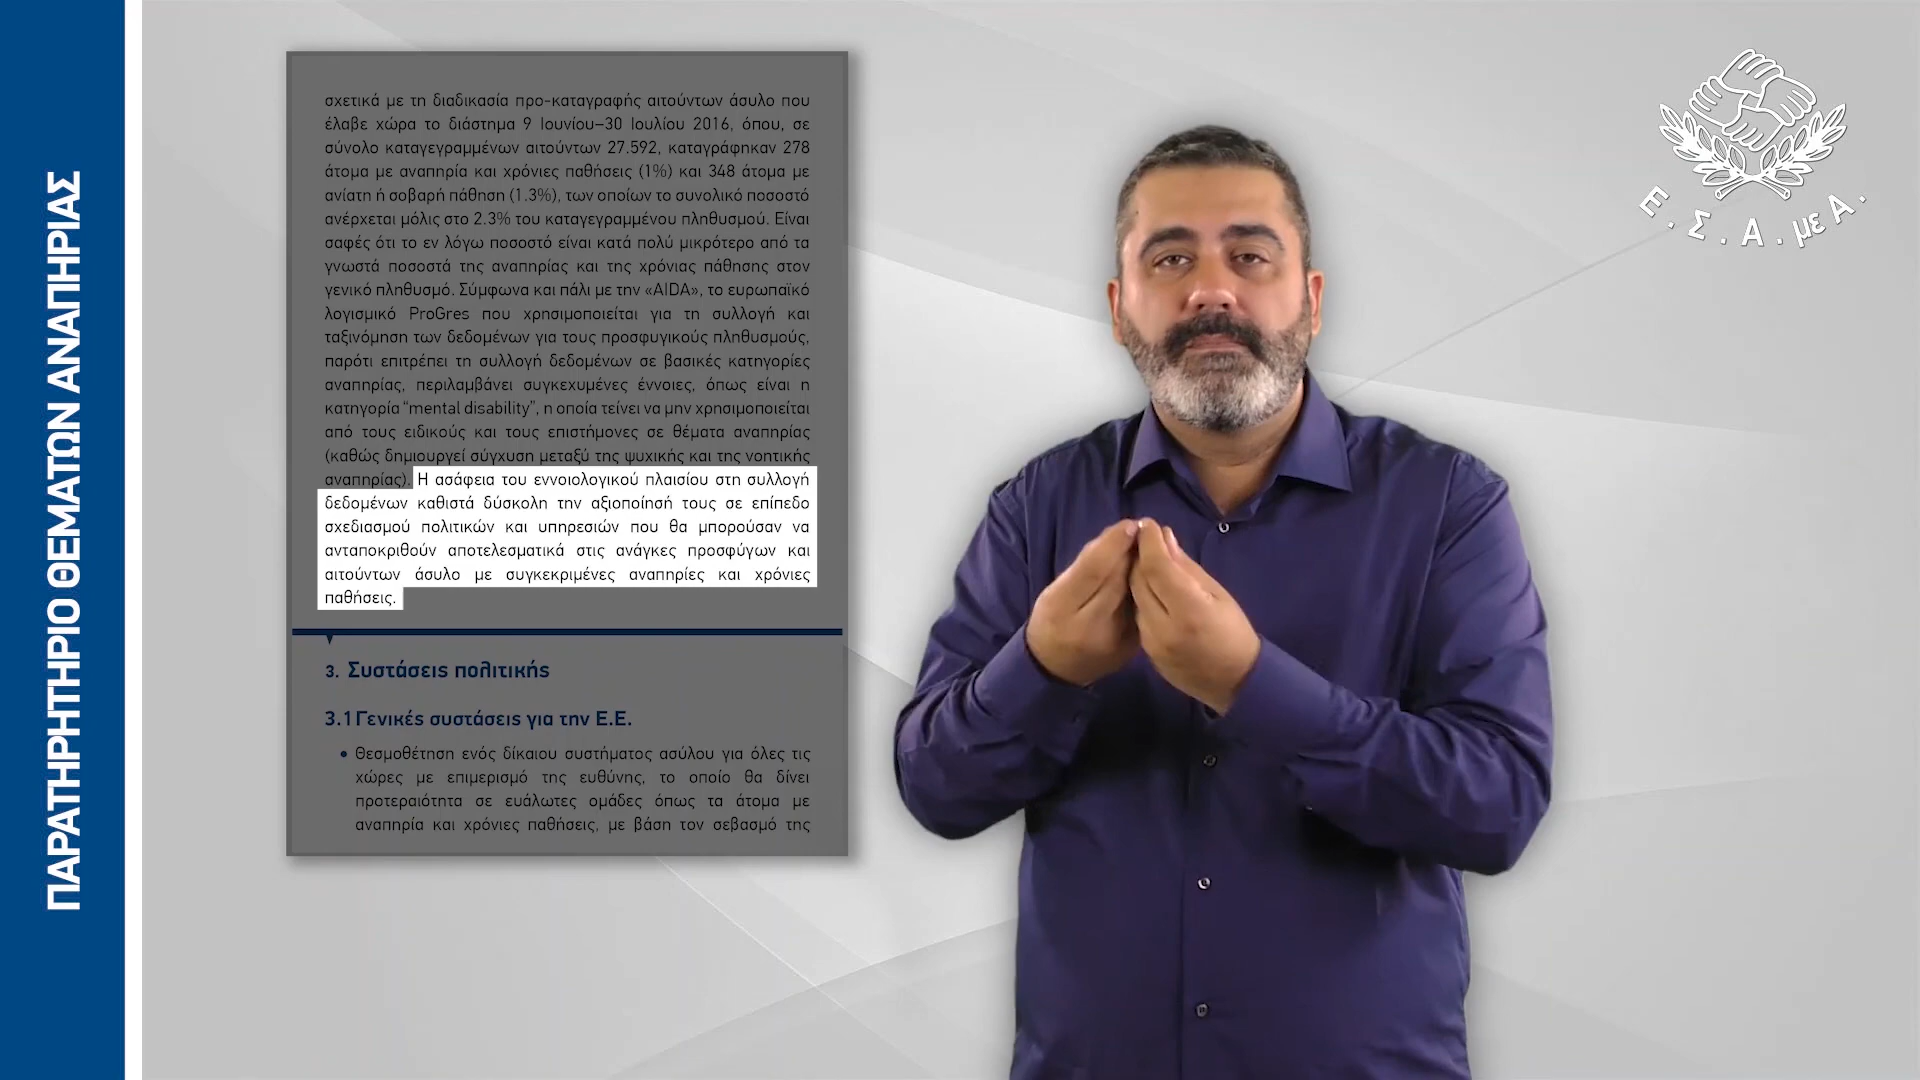 ΠΑΡΑΤΗΡΗΤΗΡΙΟ ΘΕΜΑΤΩΝ ΑΝΑΠΗΡΙΑΣ
σχετικά με τη διαδικασία προ-καταγραφής αιτούντων άσυλο που
έλαβε χώρα το διάστημα 9 Ιουνίου–30 Ιουλίου 2016, όπου, σε
σύνολο καταγεγραμμένων αιτούντων 27.592, καταγράφηκαν 278
άτομα με αναπηρία και χρόνιες παθήσεις (1%) και 348 άτομα με
ανίατη ή σοβαρή πάθηση (1.3%), των οποίων το συνολικό ποσοστό
ανέρχεται μόλις στο 2.3% του καταγεγραμμένου πληθυσμού. Είναι
σαφές ότι το εν λόγω ποσοστό είναι κατά πολύ μικρότερο από τα
γνωστά ποσοστά της αναπηρίας και της χρόνιας πάθησης στον
γενικό πληθυσμό. Σύμφωνα και πάλι με την «AIDA», το ευρωπαϊκό
λογισμικό ProGres που χρησιμοποιείται για τη συλλογή και
ταξινόμηση των δεδομένων για τους προσφυγικούς πληθυσμούς,
παρότι επιτρέπει τη συλλογή δεδομένων σε βασικές κατηγορίες
αναπηρίας, περιλαμβάνει συγκεχυμένες έννοιες, όπως είναι η
κατηγορία “mental disability”, η οποία τείνει να μην χρησιμοποιείται
από τους ειδικούς και τους επιστήμονες σε θέματα αναπηρίας
(καθώς δημιουργεί σύγχυση μεταξύ της ψυχικής και της νοητικής
αναπηρίας). Η ασάφεια του εννοιολογικού πλαισίου στη συλλογή
δεδομένων καθιστά δύσκολη την αξιοποίησή τους σε επίπεδο
σχεδιασμού πολιτικών και υπηρεσιών που θα μπορούσαν να
ανταποκριθούν αποτελεσματικά στις ανάγκες προσφύγων και
αιτούντων άσυλο με συγκεκριμένες αναπηρίες και χρόνιες
παθήσεις.
3. Συστάσεις πολιτικής
3.1 Γενικές συστάσεις για την Ε.Ε.
• Θεσμοθέτηση ενός δίκαιου συστήματος ασύλου για όλες τις
χώρες με επιμερισμό της ευθύνης, το οποίο θα δίνει
προτεραιότητα σε ευάλωτες ομάδες όπως τα άτομα με
αναπηρία και χρόνιες παθήσεις, με βάση τον σεβασμό της
Ε.Σ.Α.μεΑ.